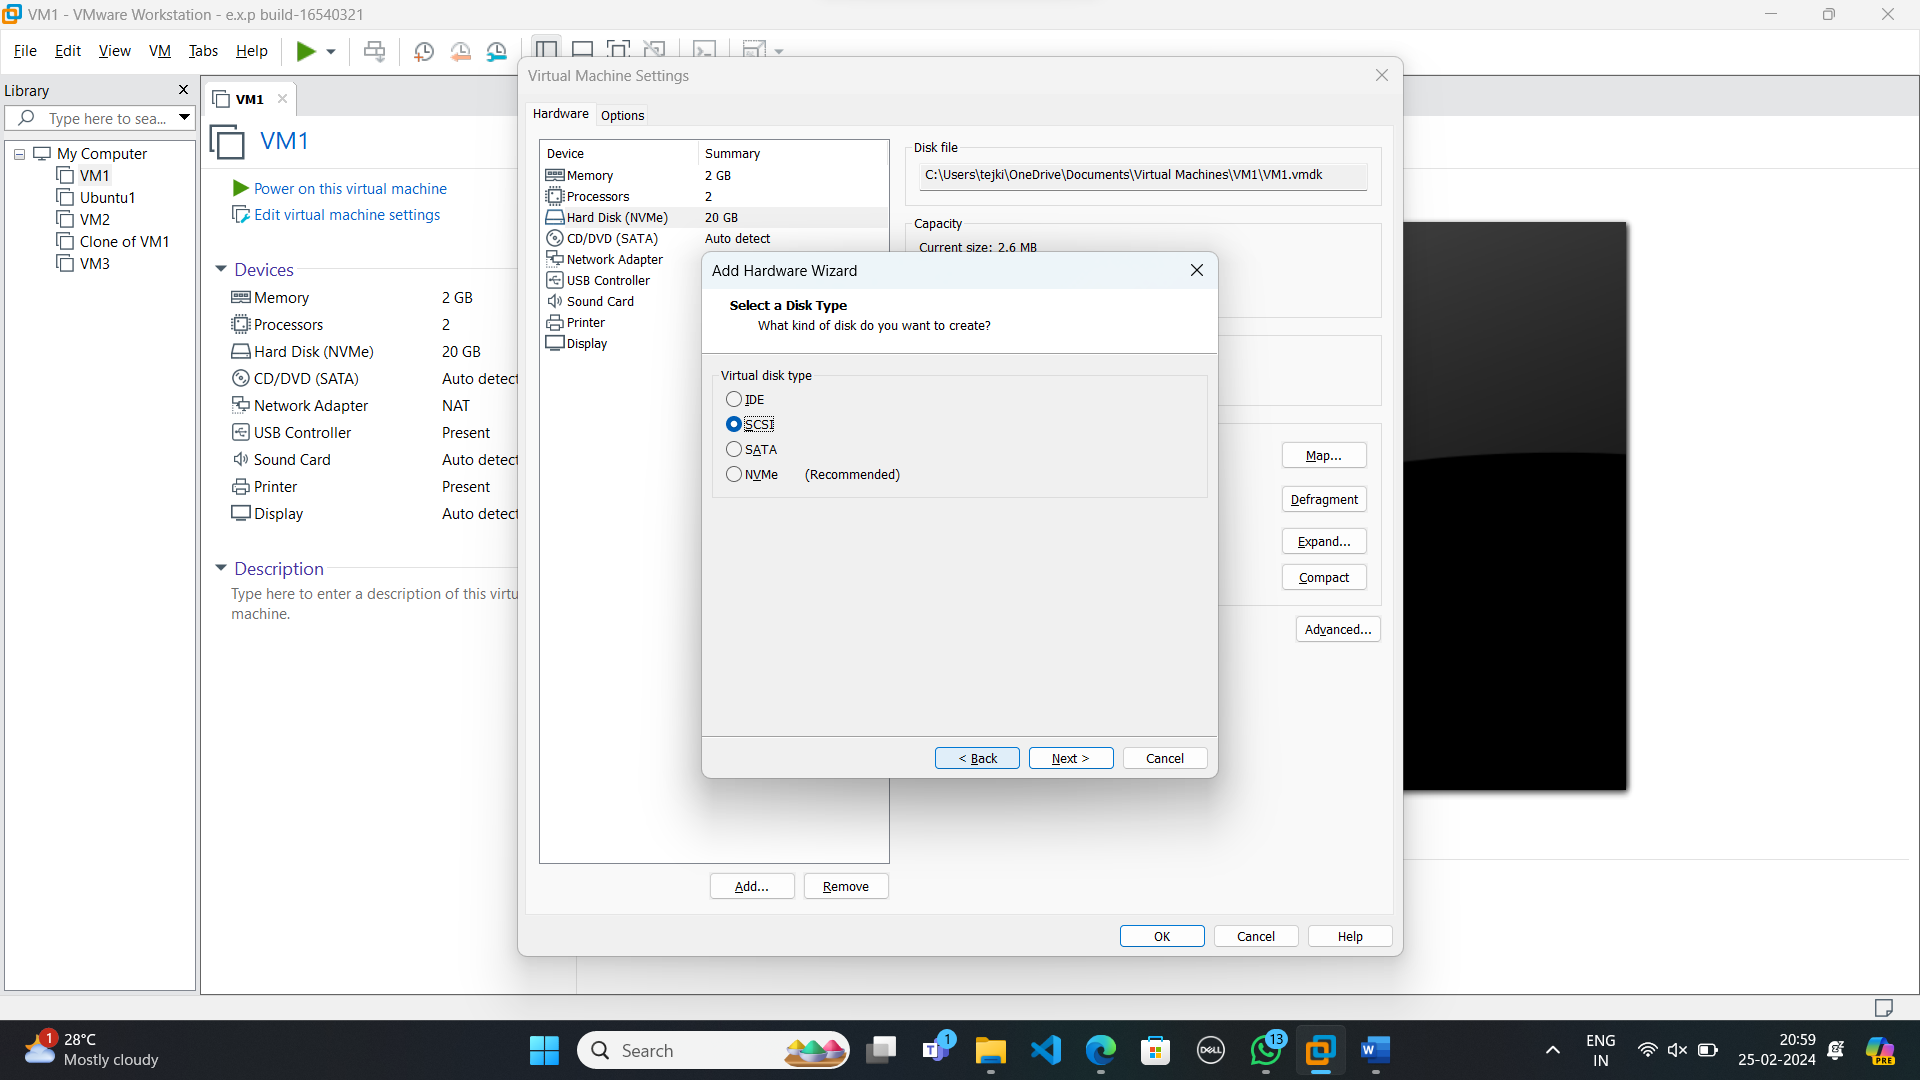 VM1 - VMware Workstation - e.x.p build-16540321
File Edit View VM Tabs Help
Library
Type here to sea...
My Computer
VM1
Ubuntu1
VM2
Clone of VM1
VM3
VM1
VM1
Power on this virtual machine
Edit virtual machine settings
Devices
Memory 2 GB
Processors 2
Hard Disk (NVMe) 20 GB
CD/DVD (SATA) Auto detect
Network Adapter NAT
USB Controller Present
Sound Card Auto detect
Printer Present
Display Auto detect
Description
Type here to enter a description of this virtu
machine.
Virtual Machine Settings
Hardware Options
Device Summary
Memory 2 GB
Processors 2
Hard Disk (NVMe) 20 GB
CD/DVD (SATA) Auto detect
Network Adapter
USB Controller
Sound Card
Printer
Display
Disk file
C:\Users\tejki\OneDrive\Documents\Virtual Machines\VM1\VM1.vmdk
Capacity
Current size: 2.6 MB
Add Hardware Wizard
Select a Disk Type
What kind of disk do you want to create?
Virtual disk type
IDE
SCSI
SATA
NVMe (Recommended)
< Back Next > Cancel
Map...
Defragment
Expand...
Compact
Advanced...
Add... Remove
OK Cancel Help
1
28°C
Mostly cloudy
Search
1
DELL
13
ENG
IN
20:59
25-02-2024
PRE